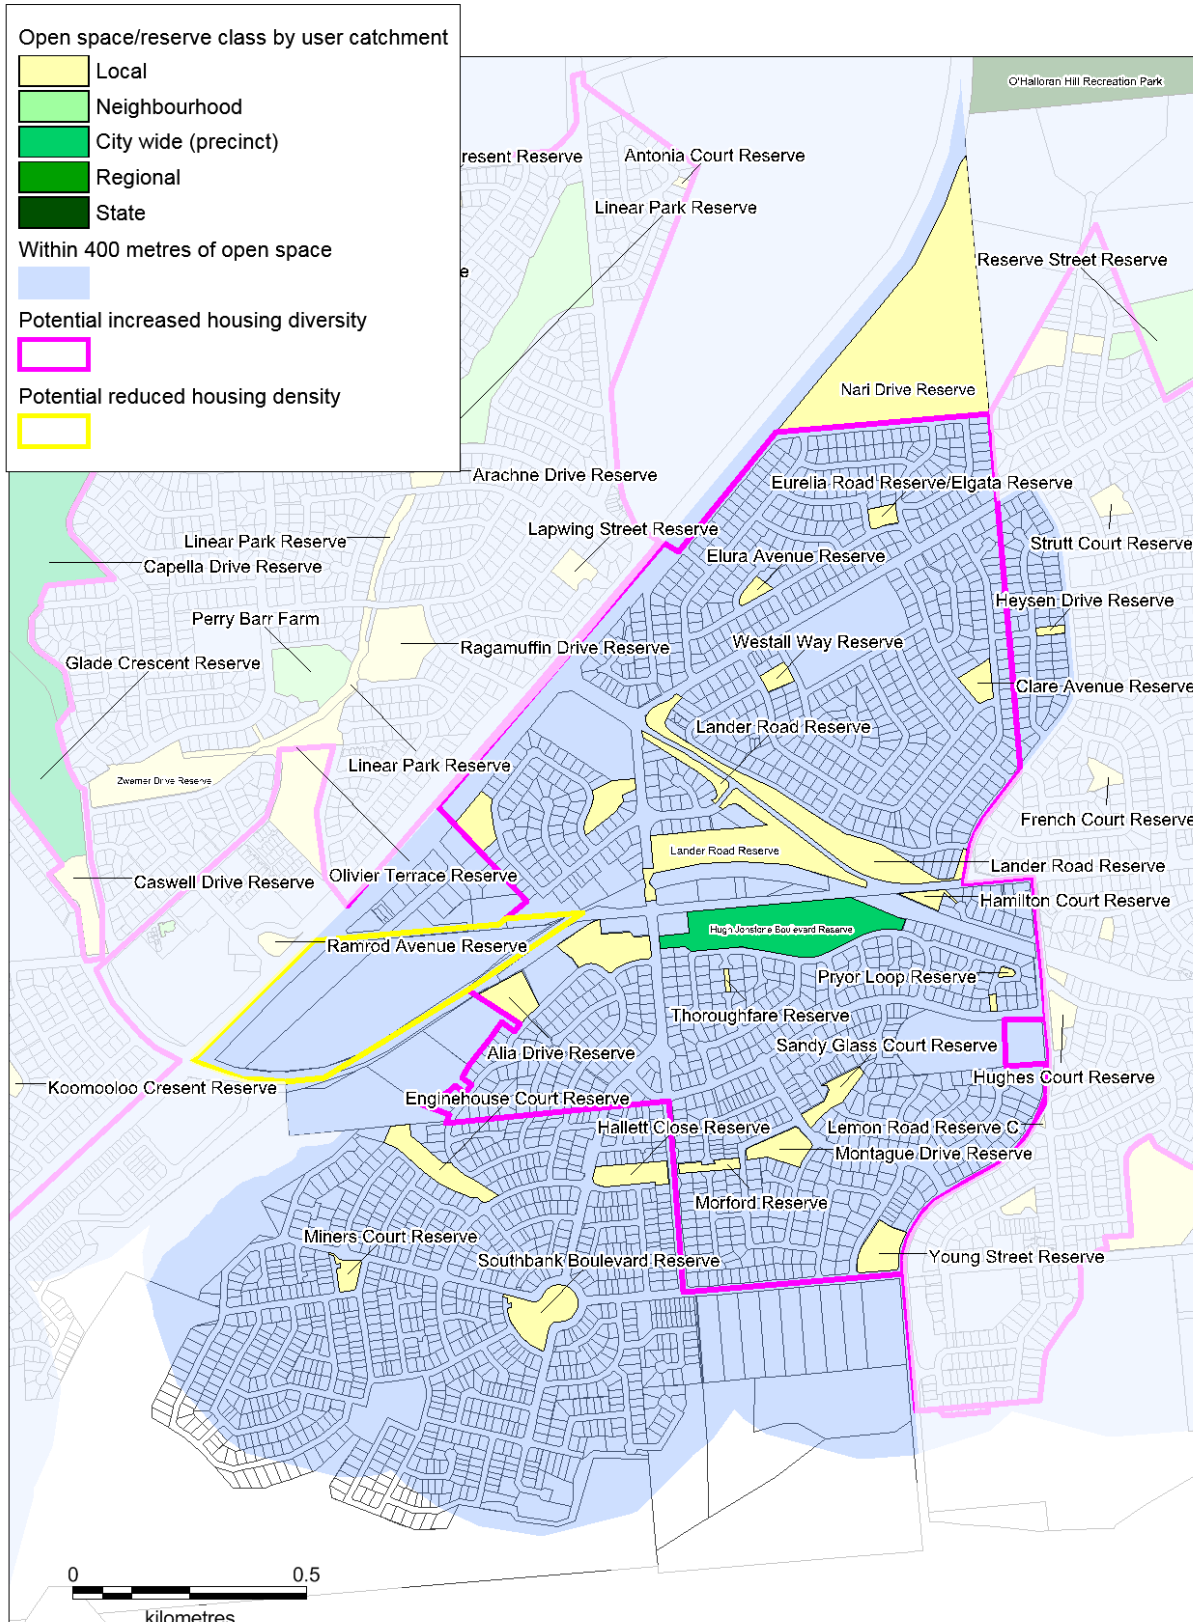 Open space/reserve class by user catchment
Local
Neighbourhood
City wide (precinct)
Regional
State
Within 400 metres of open space
Potential increased housing diversity
Potential reduced housing density
O'Halloran Hill Recreation Park
resent Reserve
Antonia Court Reserve
Linear Park Reserve
e
Reserve Street Reserve
Nari Drive Reserve
Arachne Drive Reserve
Eurelia Road Reserve/Elgata Reserve
Lapwing Street Reserve
Linear Park Reserve
Strutt Court Reserve
Elura Avenue Reserve
Capella Drive Reserve
Heysen Drive Reserve
Perry Barr Farm
Ragamuffin Drive Reserve
Westall Way Reserve
Glade Crescent Reserve
Clare Avenue Reserve
Lander Road Reserve
Linear Park Reserve
Zwerner Drive Reserve
French Court Reserve
Lander Road Reserve
Lander Road Reserve
Olivier Terrace Reserve
Caswell Drive Reserve
Hamilton Court Reserve
Hugh Jonstone Boulevard Reserve
Ramrod Avenue Reserve
Pryor Loop Reserve
Thoroughfare Reserve
Sandy Glass Court Reserve
Alia Drive Reserve
Hughes Court Reserve
Koomooloo Cresent Reserve
Enginehouse Court Reserve
Hallett Close Reserve
Lemon Road Reserve C
Montague Drive Reserve
Morford Reserve
Miners Court Reserve
Southbank Boulevard Reserve
Young Street Reserve
0 0.5
kilometres